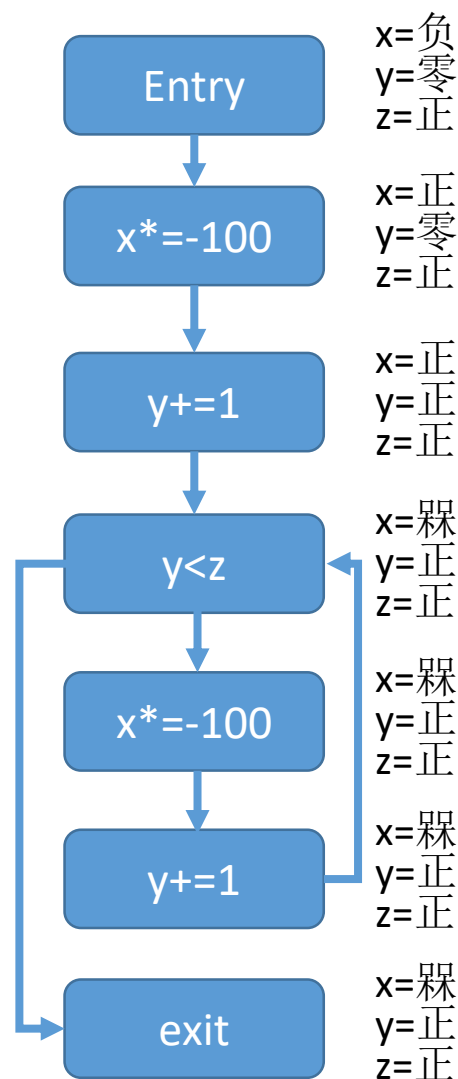 Entry
x=负
y=零
z=正
x*=-100
x=正
y=零
z=正
y+=1
x=正
y=正
z=正
y<z
x=槑
y=正
z=正
x*=-100
x=槑
y=正
z=正
y+=1
x=槑
y=正
z=正
exit
x=槑
y=正
z=正